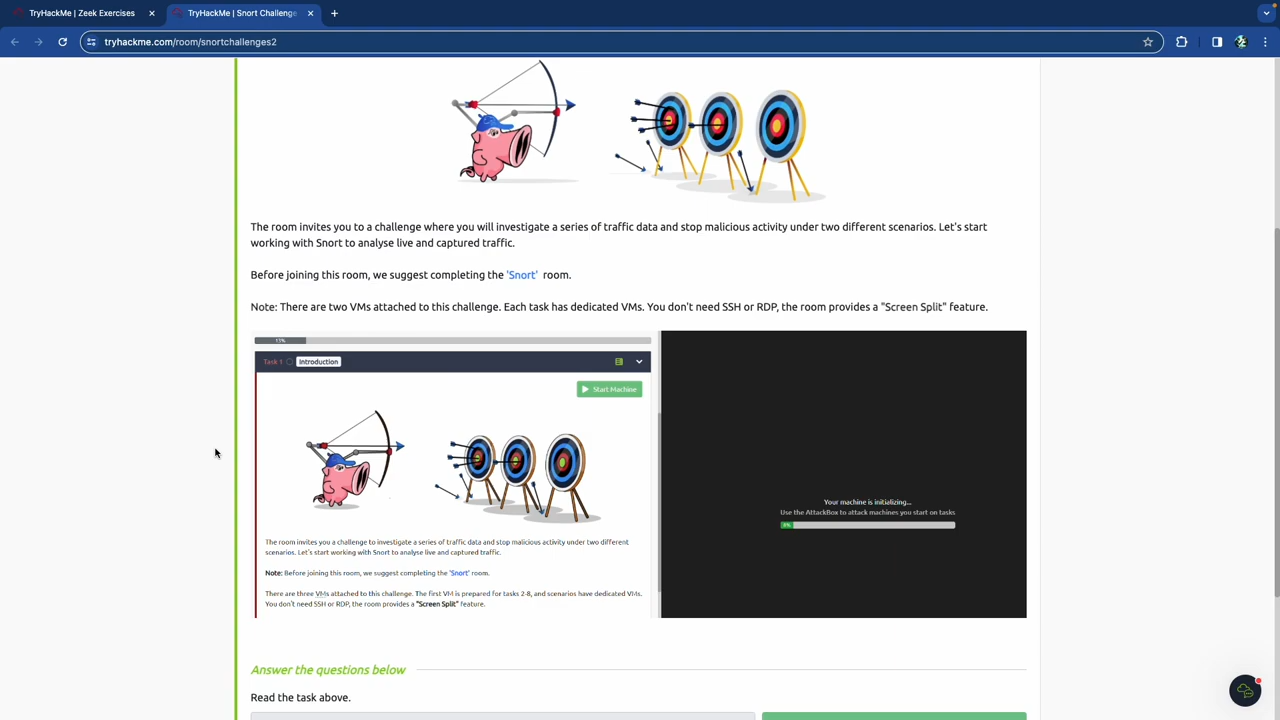 TryHackMe | Zeek Exercises
TryHackMe | Snort Challenge
tryhackme.com/room/snortchallenges2
The room invites you to a challenge where you will investigate a series of traffic data and stop malicious activity under two different scenarios. Let's start
working with Snort to analyse live and captured traffic.
Before joining this room, we suggest completing the 'Snort' room.
Note: There are two VMs attached to this challenge. Each task has dedicated VMs. You don't need SSH or RDP, the room provides a "Screen Split" feature.
15%
Task 1 Introduction
Start Machine
The room invites you a challenge to investigate a series of traffic data and stop malicious activity under two different
scenarios. Let's start working with Snort to analyse live and captured traffic.
Note: Before joining this room, we suggest completing the 'Snort' room.
There are three VMs attached to this challenge. The first VM is prepared for tasks 2-8, and scenarios have dedicated VMs.
You don't need SSH or RDP, the room provides a "Screen Split" feature.
Your machine is initializing...
Use the AttackBox to attack machines you start on tasks
Answer the questions below
Read the task above.